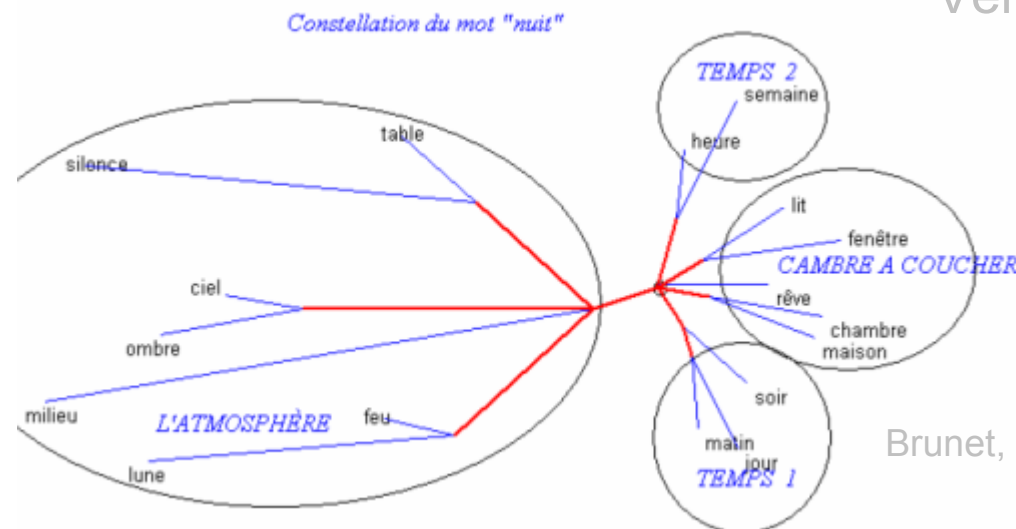 Constellation du mot "nuit"
TEMPS 2
semaine
heure
table
silence
lit
fenêtre
CAMBRE A COUCHER
rêve
chambre
maison
ciel
ombre
milieu
L'ATMOSPHÈRE
feu
lune
soir
matin
jour
TEMPS 1
Brunet,